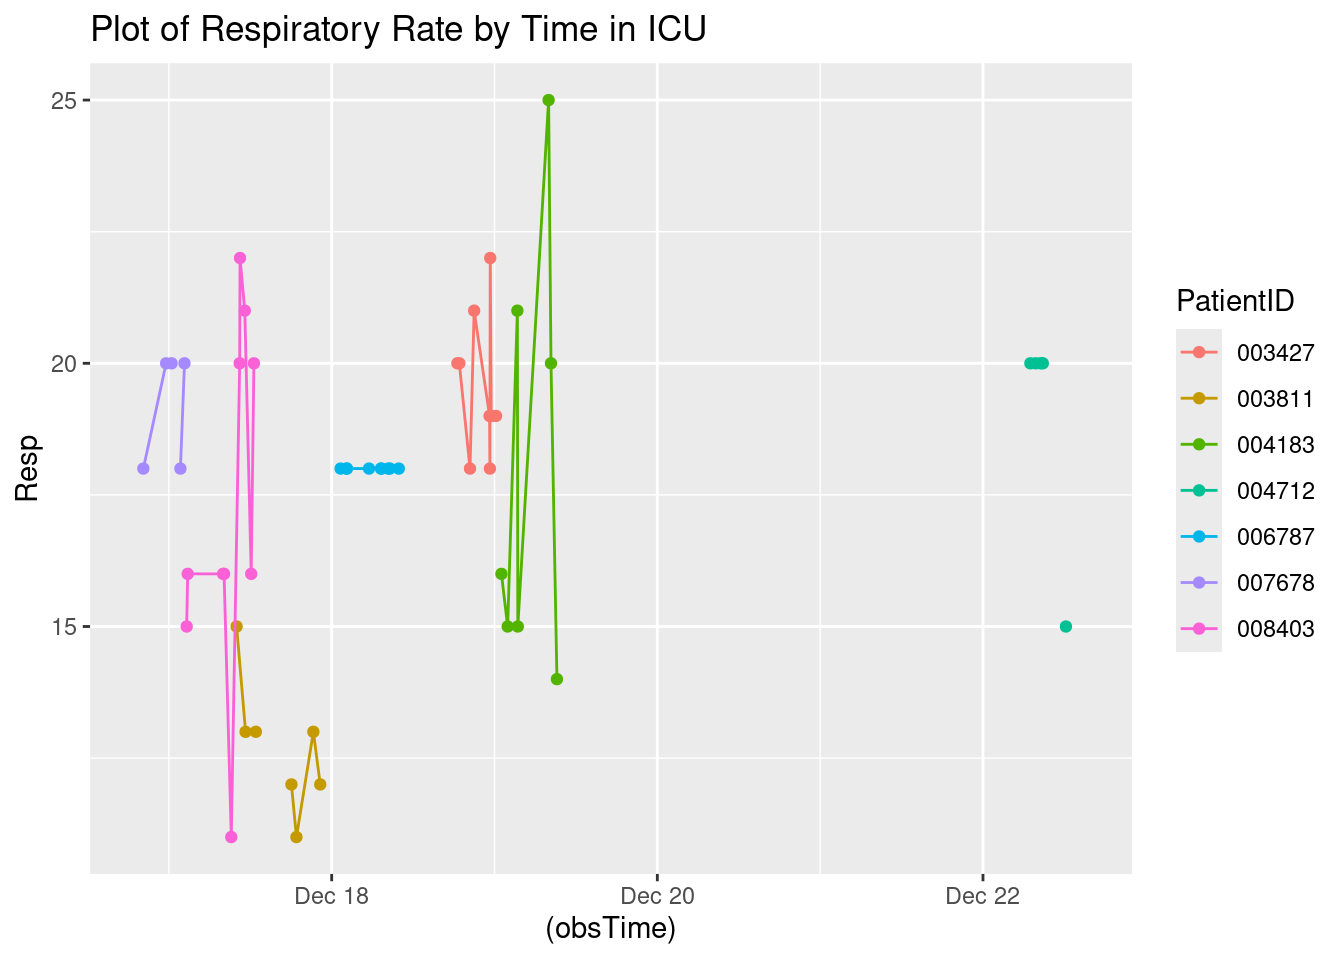 Plot of Respiratory Rate by Time in ICU
25
20
15
Resp
Dec 18
Dec 20
Dec 22
(obsTime)
PatientID
003427
003811
004183
004712
006787
007678
008403